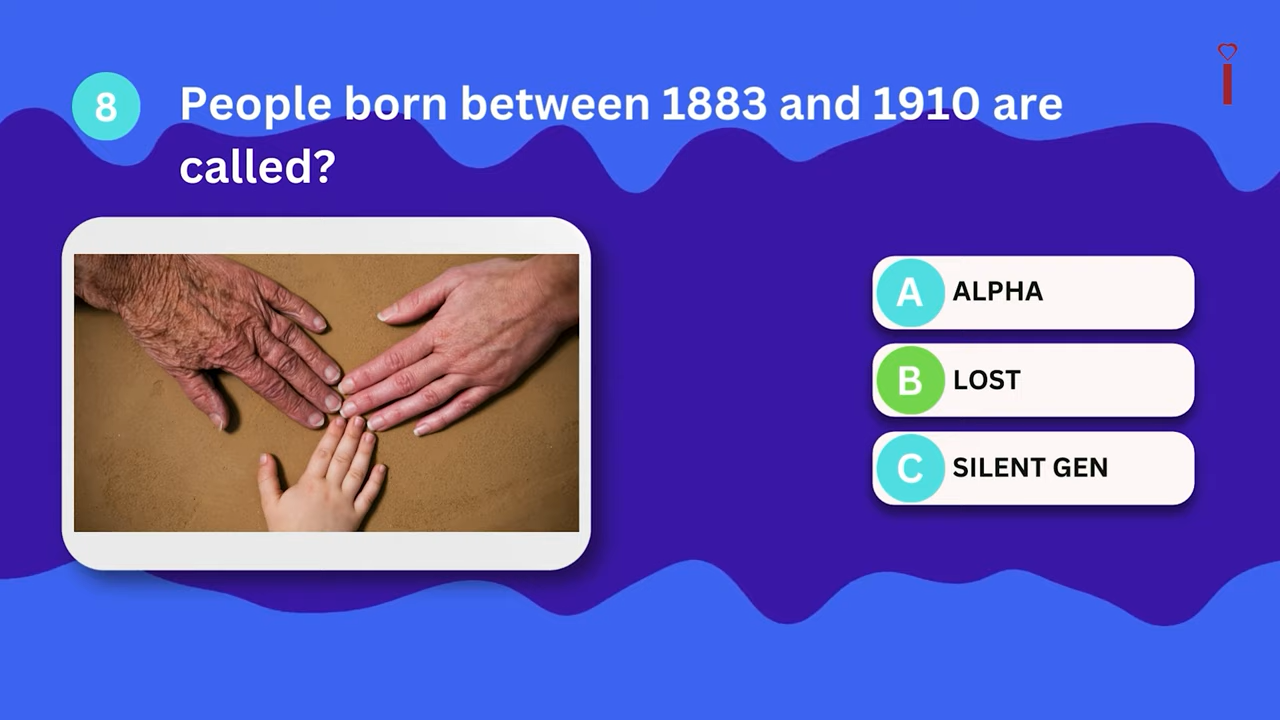 8
People born between 1883 and 1910 are
called?
A ALPHA
B LOST
C SILENT GEN